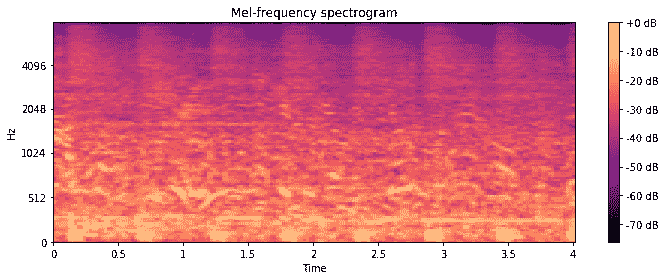 Mel-frequency spectrogram
Hz
4096
2048
1024
512
0
0
0.5
1
1.5
2
2.5
3
3.5
4
Time
+0 dB
-10 dB
-20 dB
-30 dB
-40 dB
-50 dB
-60 dB
-70 dB